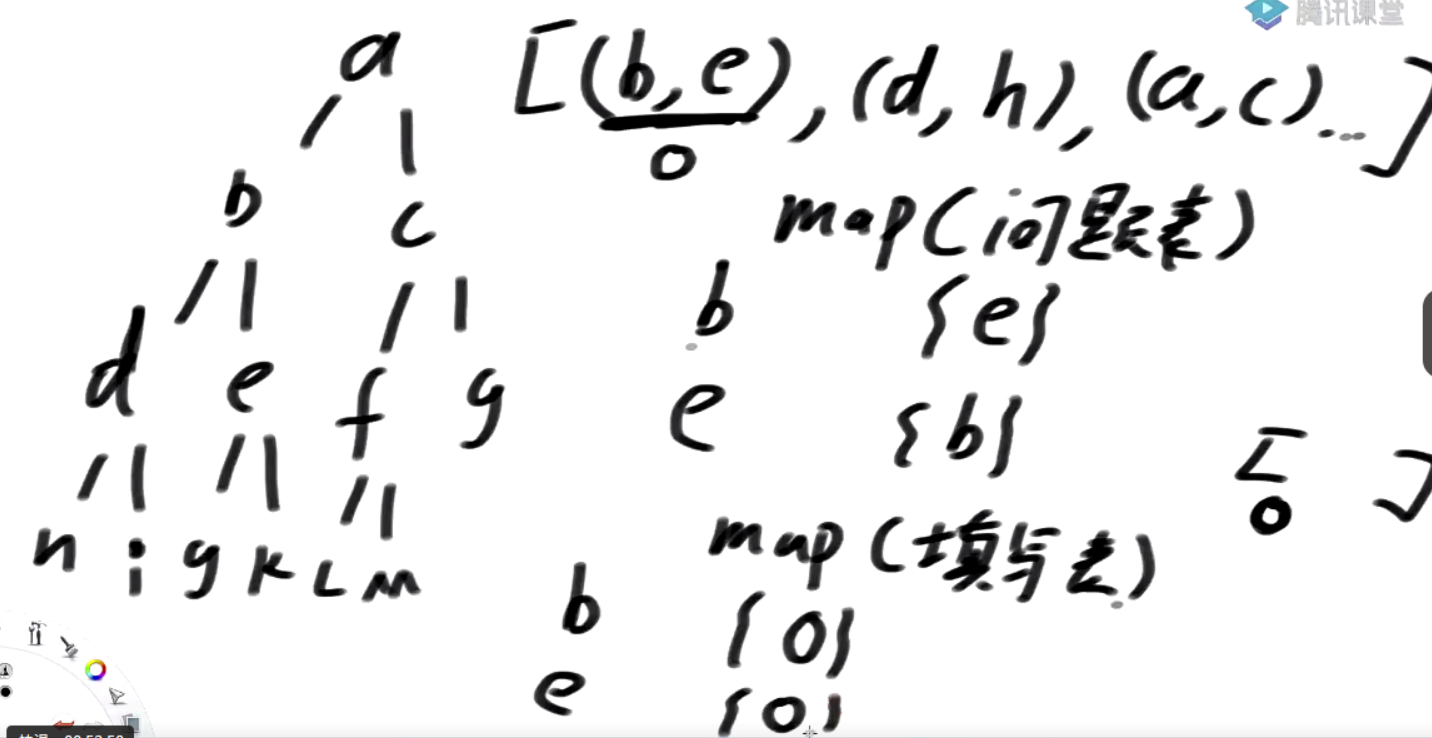 腾讯课堂
a [(b,e), (d,h), (a,c)...]
0
b c map(问题表)
b {e}
d e f g e {b}
[ ]
0
n i g k L m map(填写表)
b {0}
e {0}